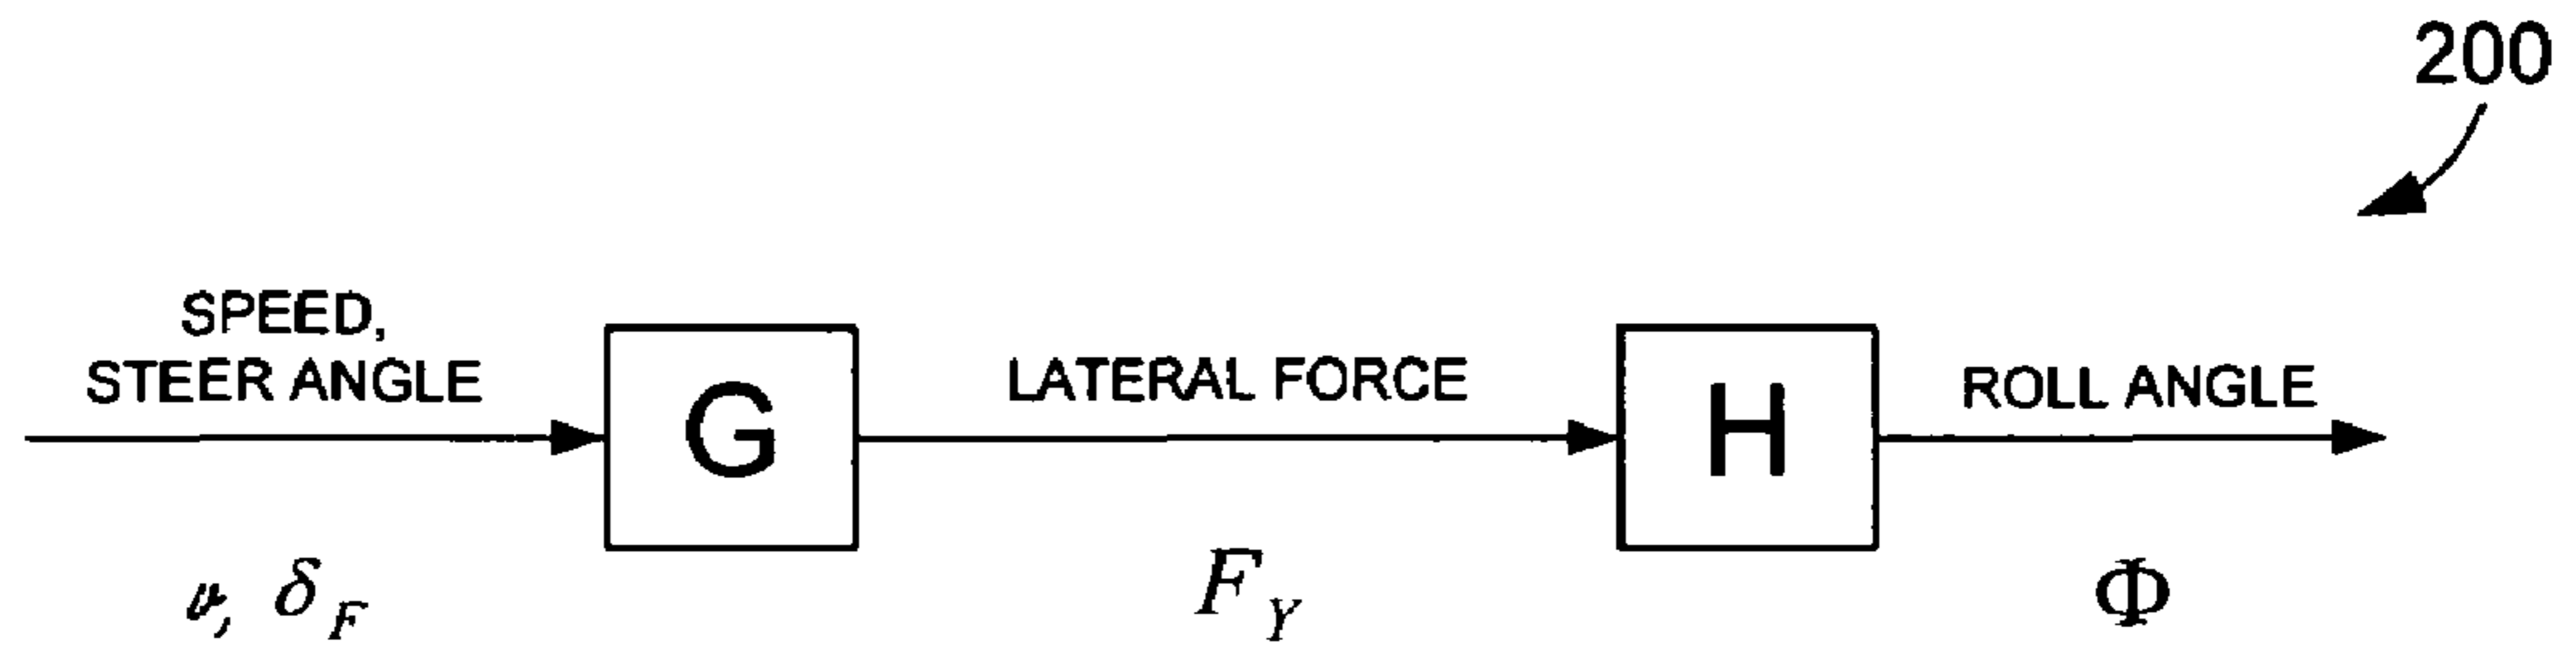 200
SPEED,
STEER ANGLE
G
LATERAL FORCE
H
ROLL ANGLE
v, δ_F
F_Y
Φ